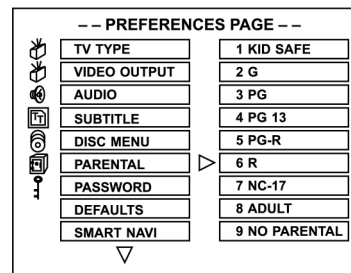 -- PREFERENCES PAGE --
TV TYPE
VIDEO OUTPUT
AUDIO
SUBTITLE
DISC MENU
PARENTAL
PASSWORD
DEFAULTS
SMART NAVI
1 KID SAFE
2 G
3 PG
4 PG 13
5 PG-R
6 R
7 NC-17
8 ADULT
9 NO PARENTAL